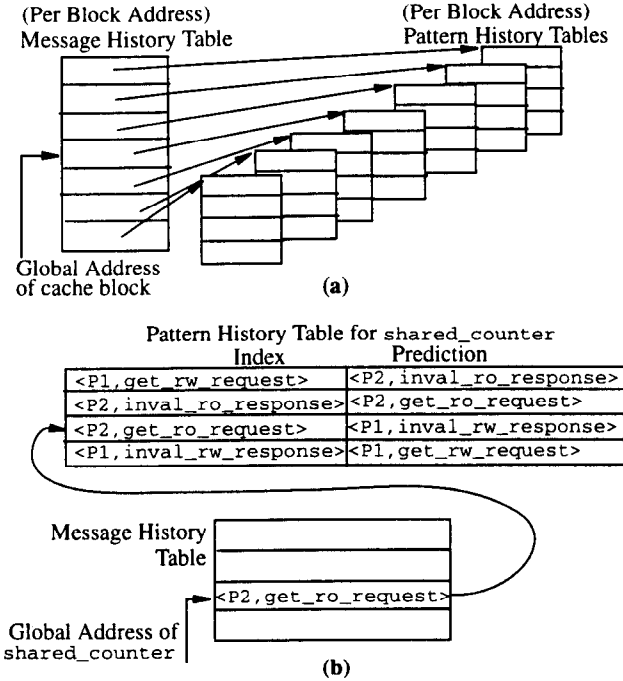 (Per Block Address)
Message History Table
(Per Block Address)
Pattern History Tables
Global Address
of cache block
(a)
Pattern History Table for shared_counter
Index Prediction
<P1,get_rw_request> <P2,inval_ro_response>
<P2,inval_ro_response> <P2,get_ro_request>
<P2,get_ro_request> <P1,inval_rw_response>
<P1,inval_rw_response> <P1,get_rw_request>
Message History
Table
<P2,get_ro_request>
Global Address of
shared_counter
(b)